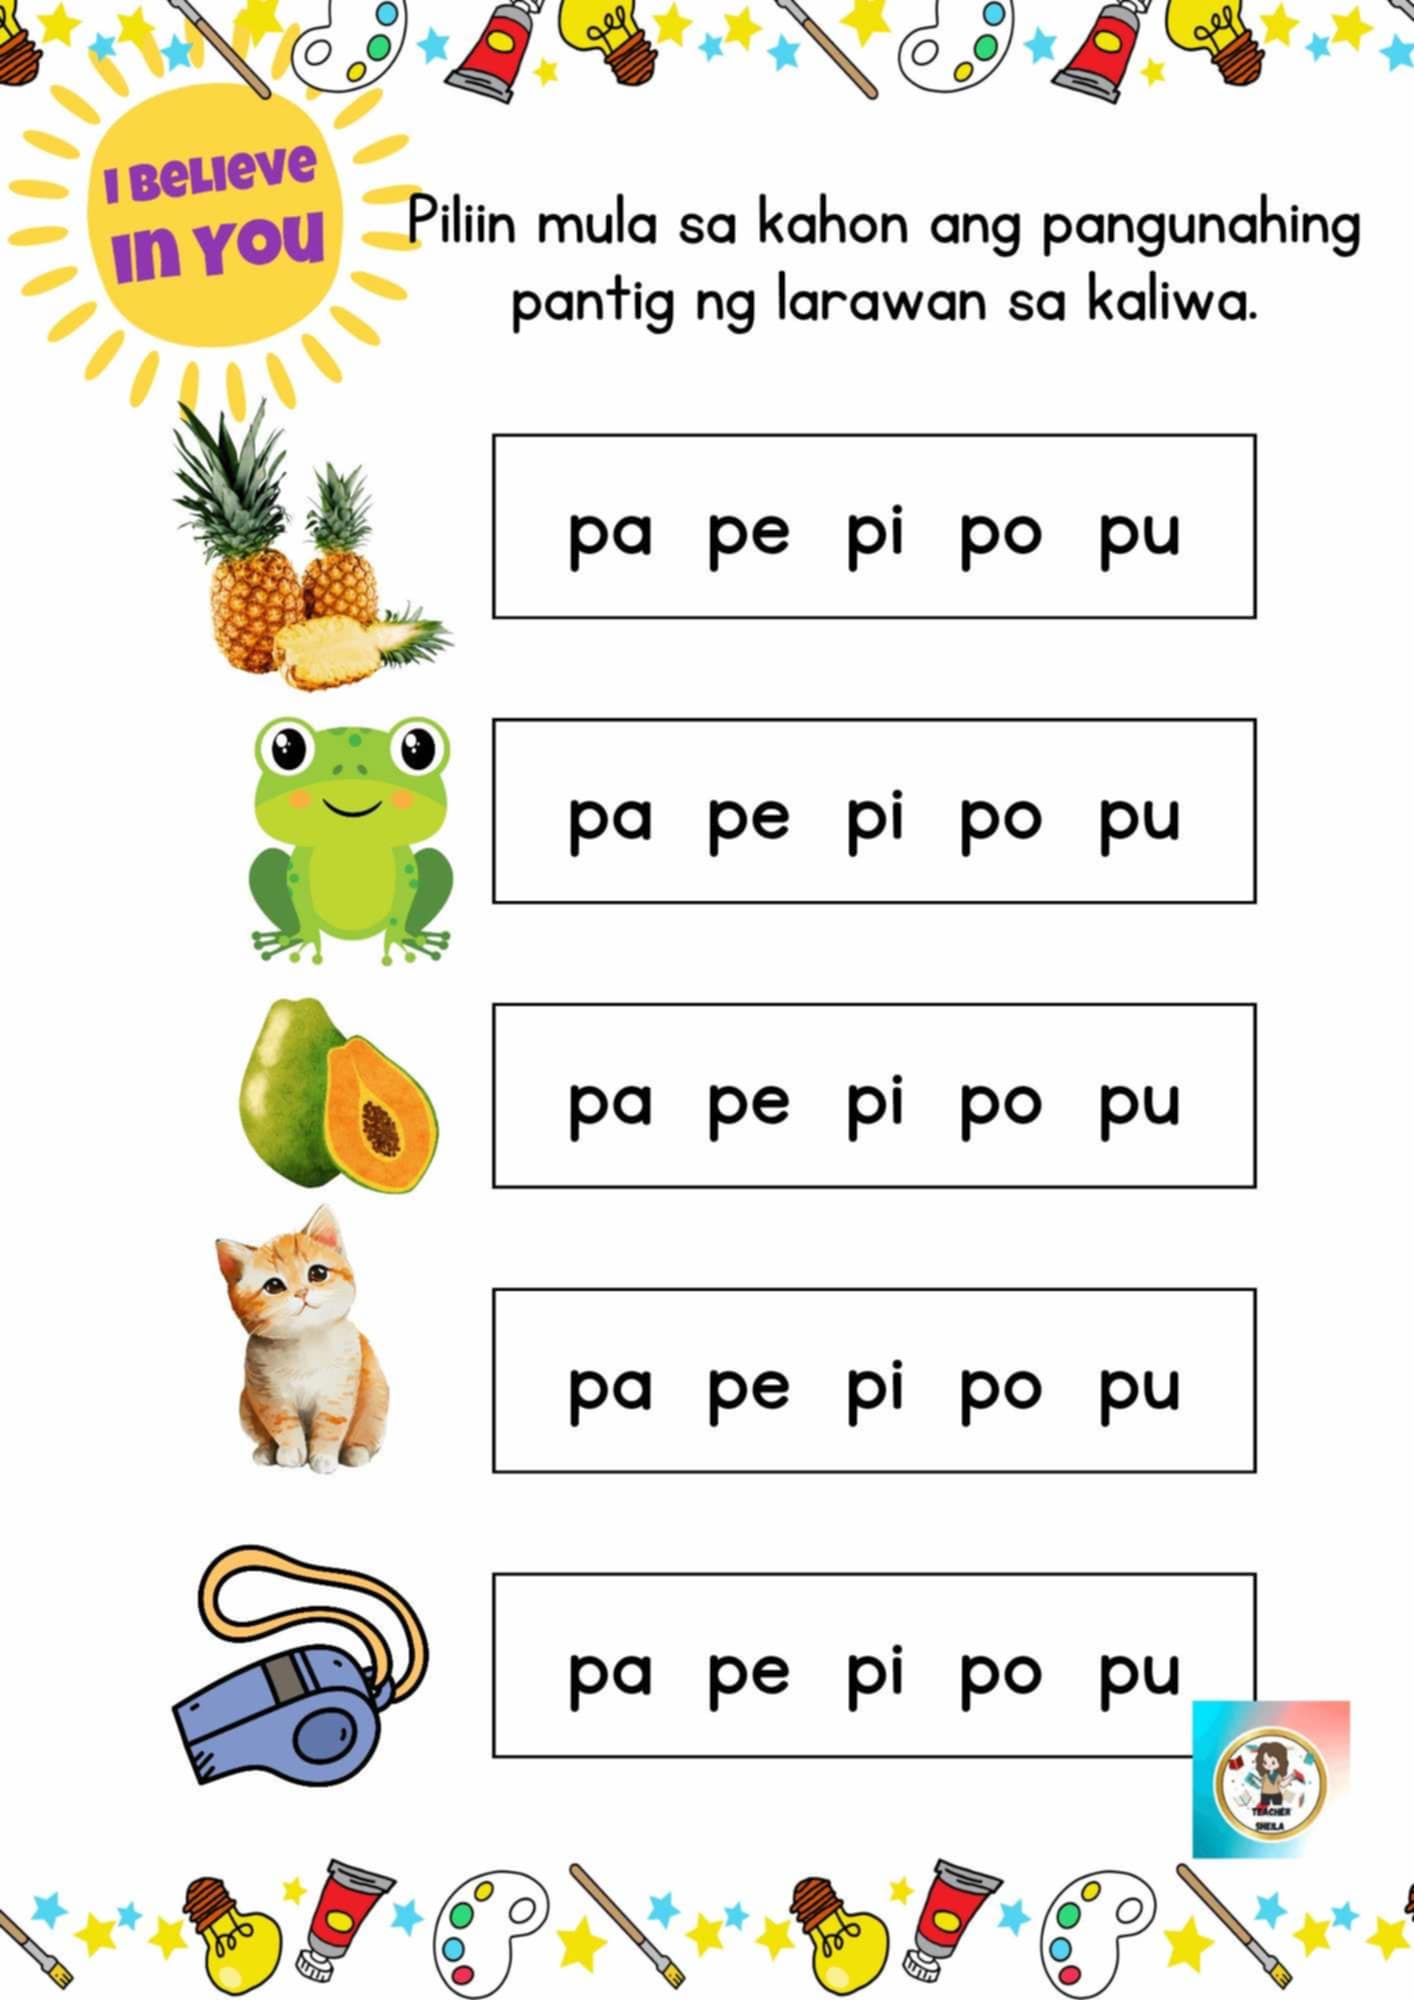 I BELIEVE
IN YOU
Piliin mula sa kahon ang pangunahing
pantig ng larawan sa kaliwa.
pa pe pi po pu
pa pe pi po pu
pa pe pi po pu
pa pe pi po pu
pa pe pi po pu
TEACHER
SHEILA